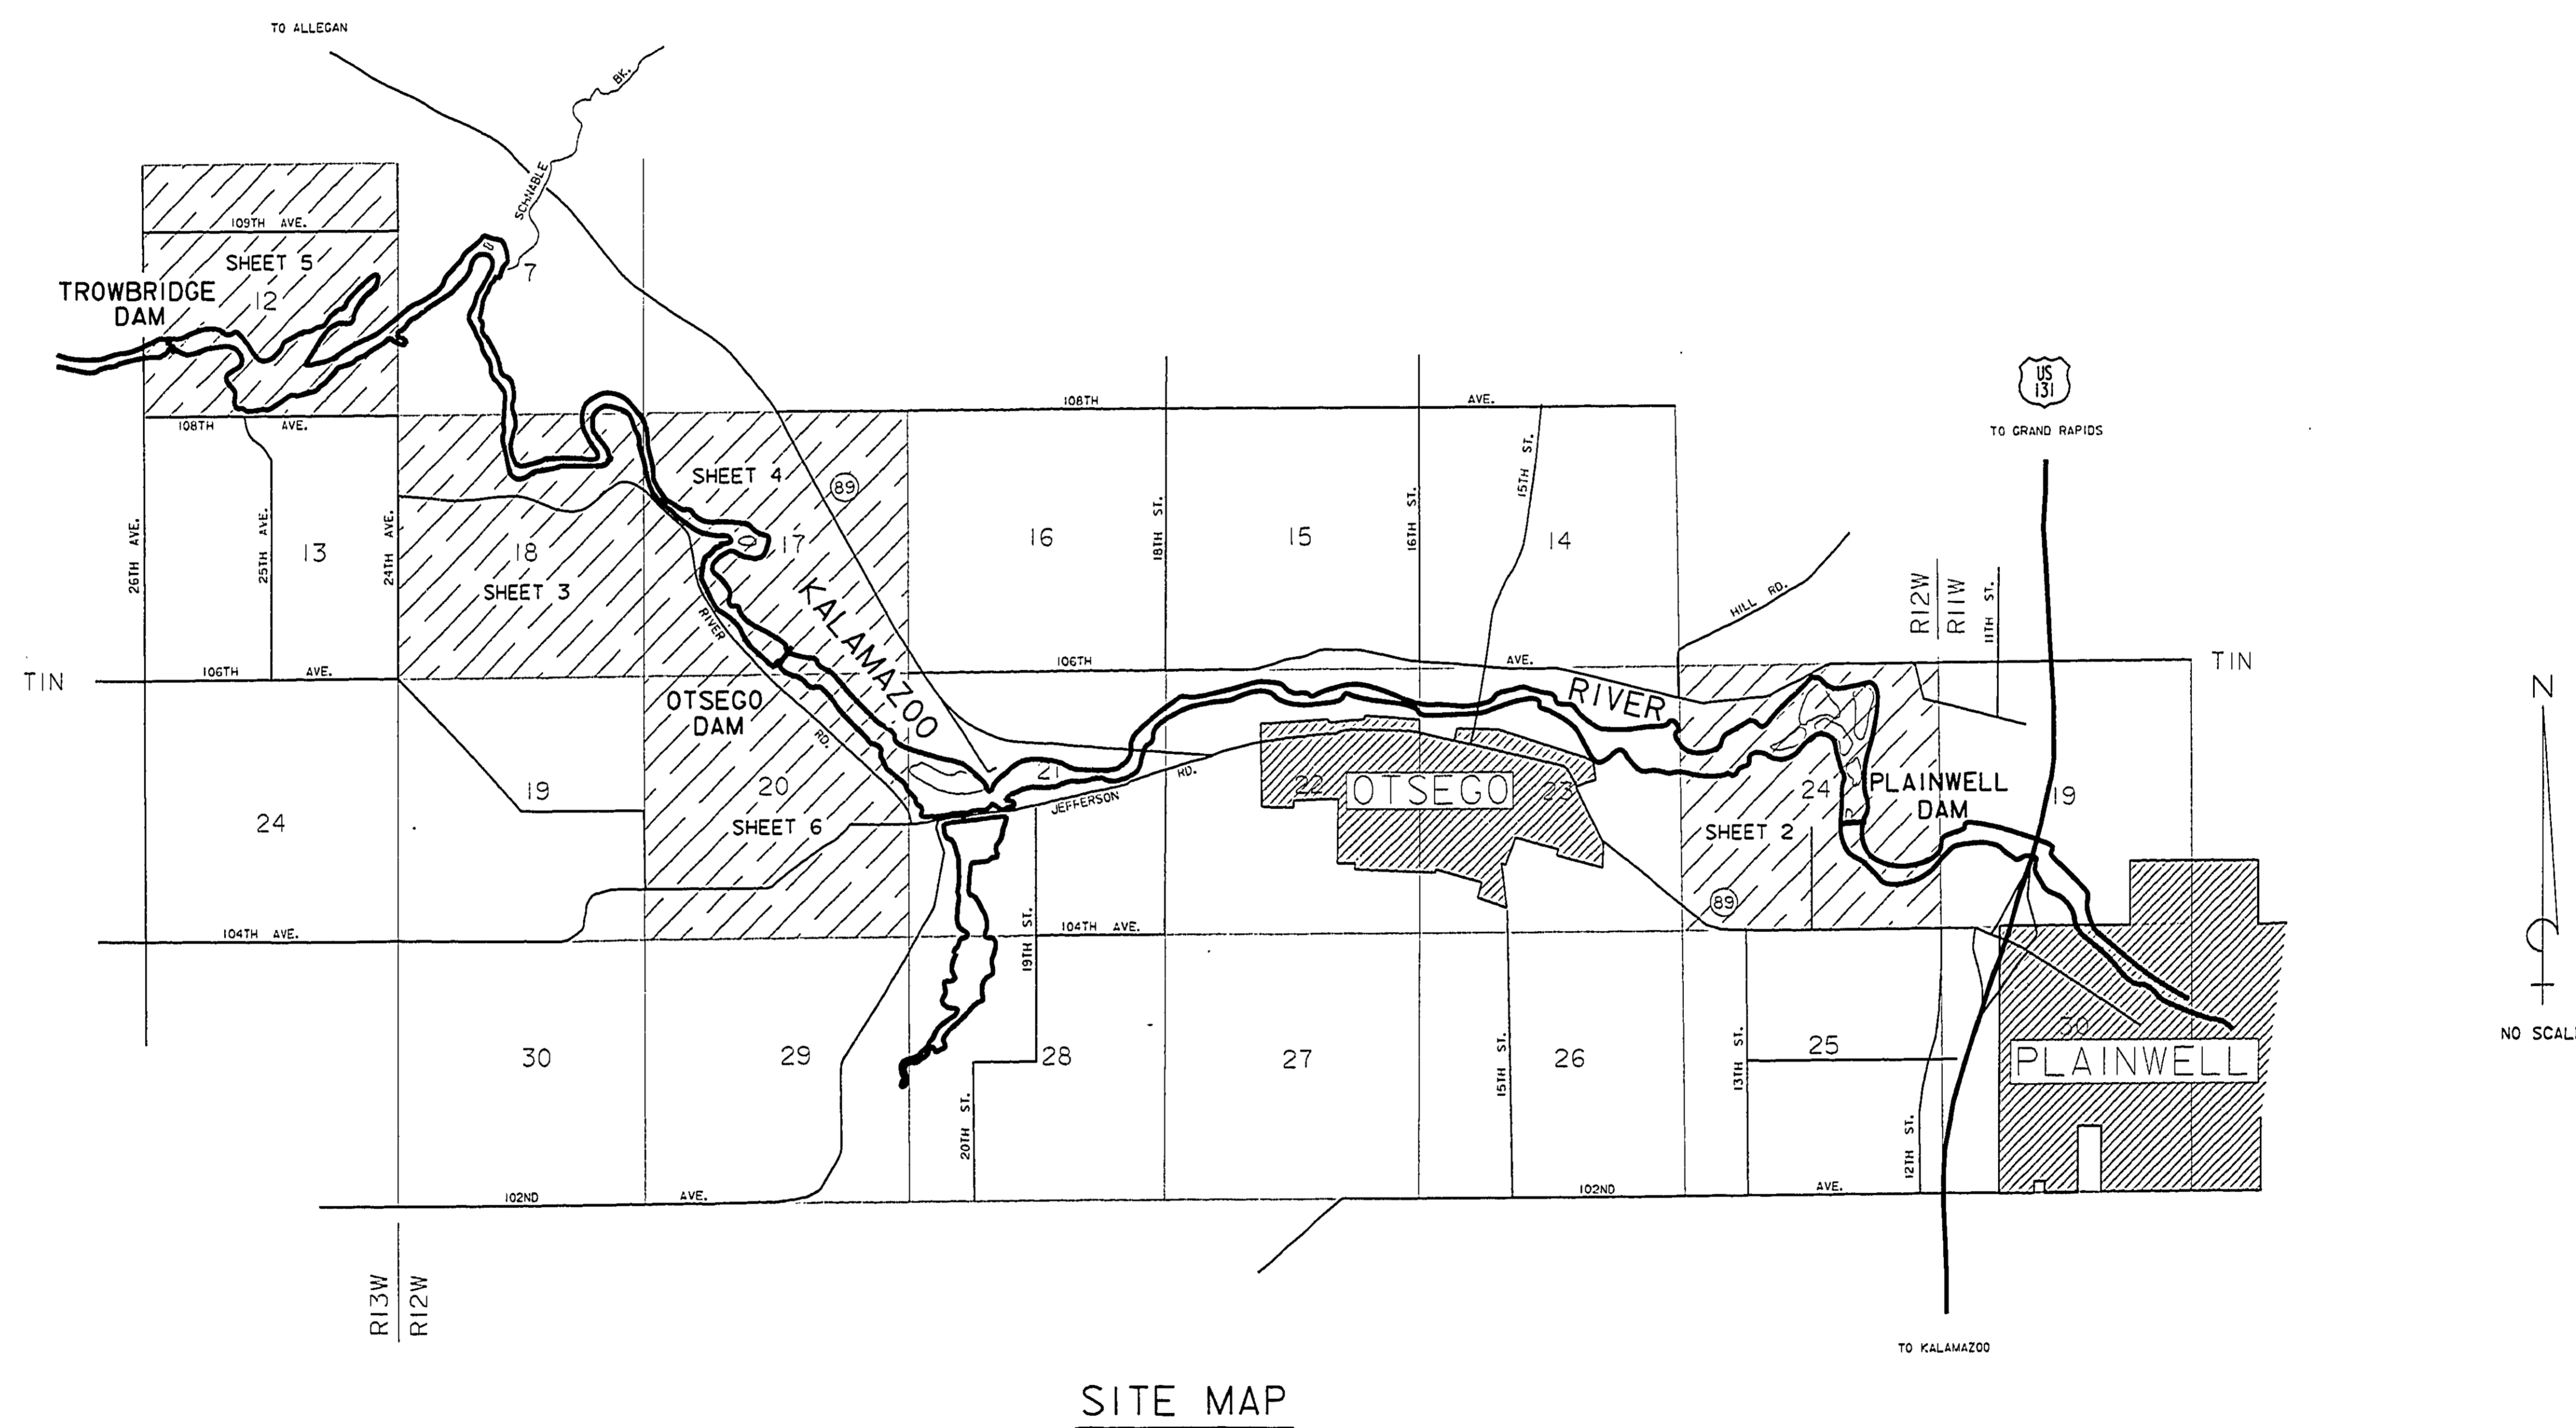 TO ALLEGAN
BK.
SCHNABLE
109TH AVE.
SHEET 5
12
7
TROWBRIDGE
DAM
US
131
TO GRAND RAPIDS
108TH AVE.
108TH AVE.
SHEET 4
89
15TH ST.
26TH AVE.
25TH AVE.
13
24TH AVE.
18
SHEET 3
17
16
18TH ST.
15
16TH ST.
14
HILL RD.
R12W
R11W
11TH ST.
KALAMAZOO
RIVER
RD.
T1N
106TH AVE.
106TH AVE.
T1N
RIVER
OTSEGO
DAM
N
19
20
21
JEFFERSON RD.
22
OTSEGO
23
24
PLAINWELL
DAM
19
24
SHEET 6
SHEET 2
89
104TH AVE.
19TH ST.
104TH AVE.
NO SCAL
30
29
28
27
15TH ST.
26
13TH ST.
25
30
PLAINWELL
20TH ST.
12TH ST.
102ND AVE.
102ND AVE.
R13W
R12W
TO KALAMAZOO
SITE MAP